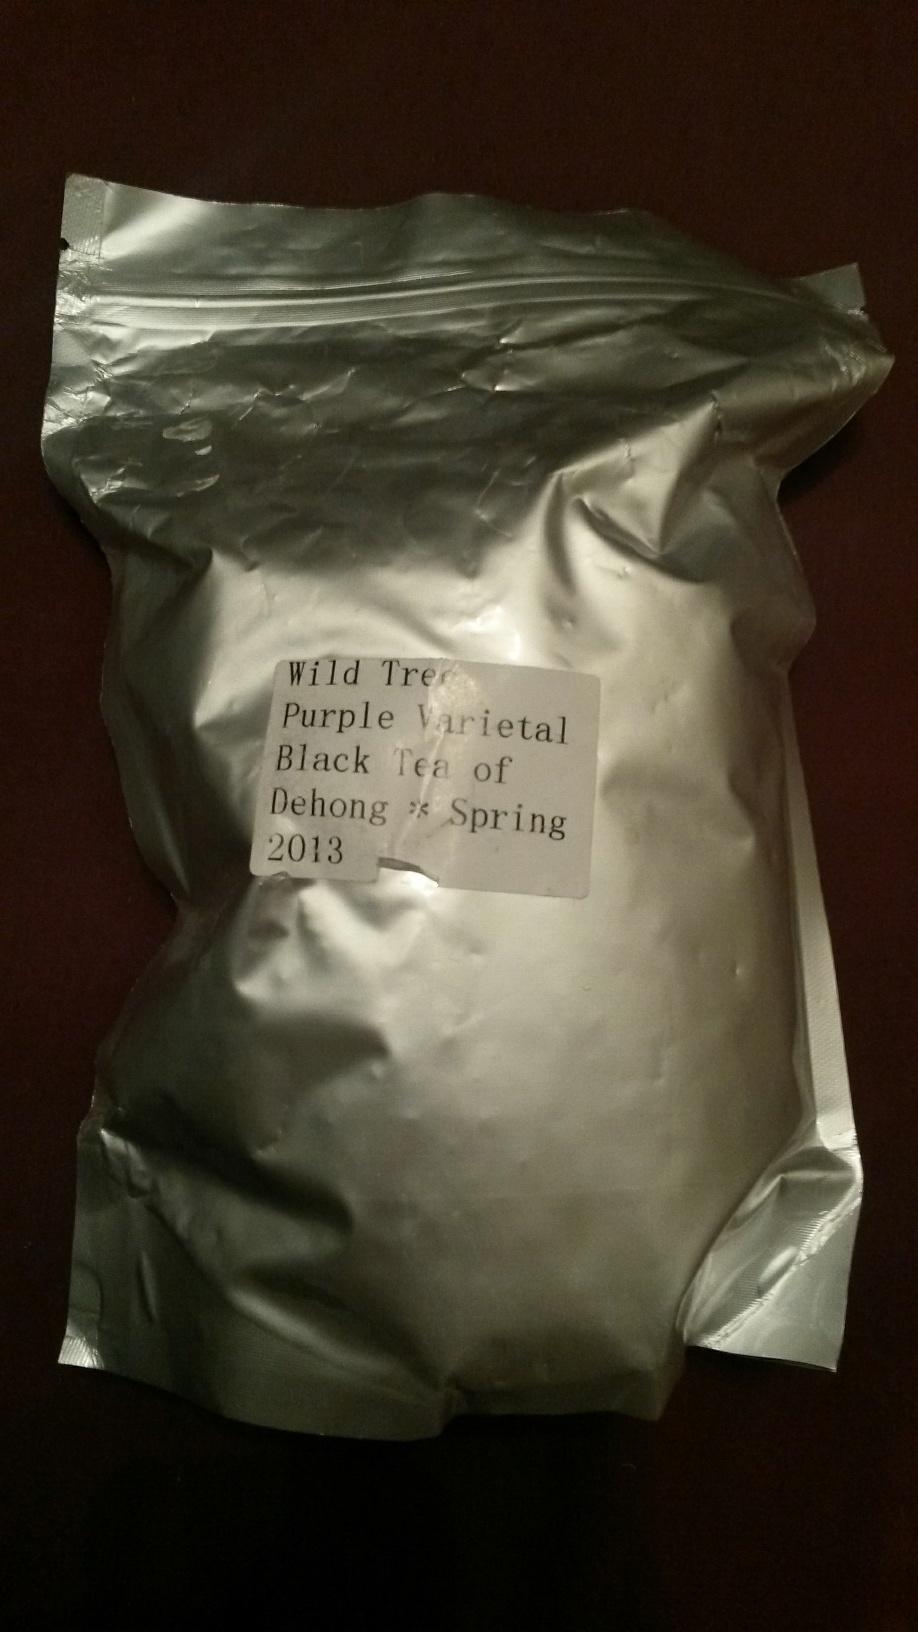 Wild Tree
Purple Varietal
Black Tea of
Dehong * Spring
2013